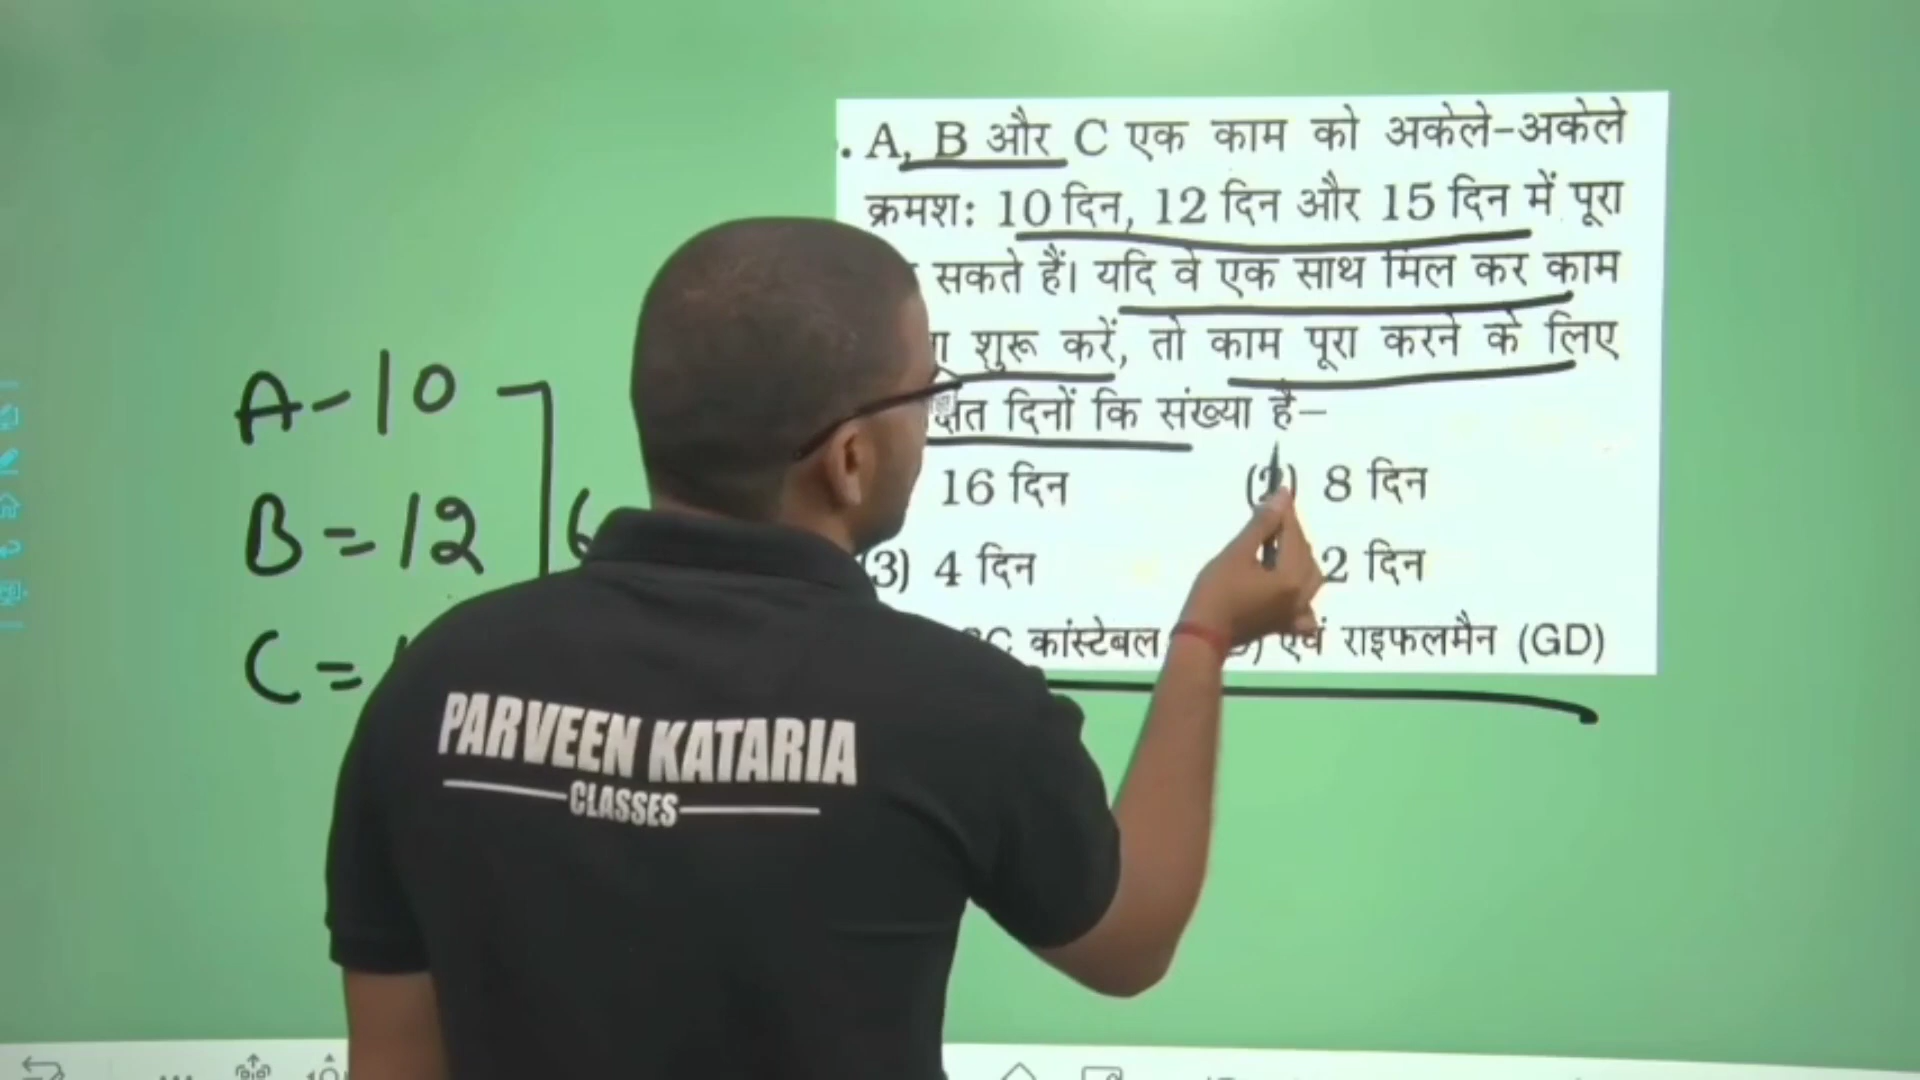 . A, B और C एक काम को अकेले-अकेले
क्रमश: 10 दिन, 12 दिन और 15 दिन में पूरा
सकते हैं। यदि वे एक साथ मिल कर काम
शुरू करें, तो काम पूरा करने के लिए
दिनों कि संख्या है–
16 दिन (2) 8 दिन
(3) 4 दिन 2 दिन
कांस्टेबल एवं राइफलमैन (GD)
A - 10
B = 12
C =
PARVEEN KATARIA
CLASSES